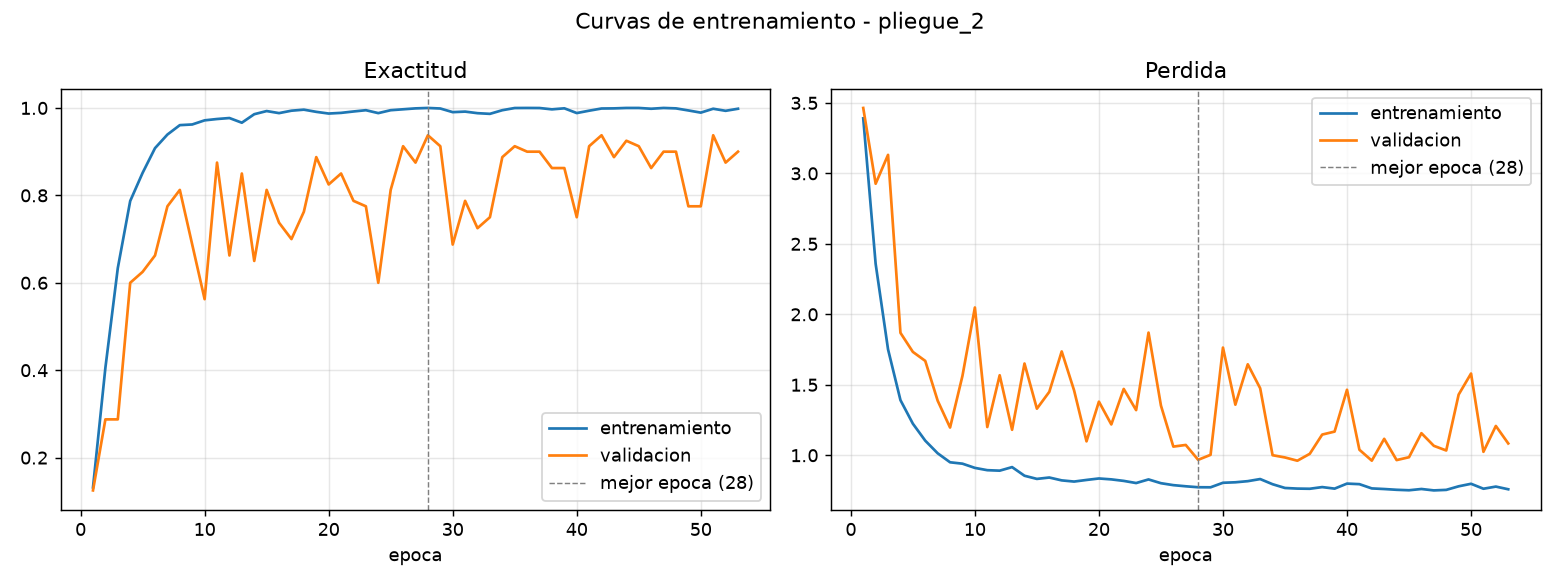 Curvas de entrenamiento - pliegue_2
Exactitud
1.0
0.8
0.6
0.4
0.2
0 10 20 30 40 50
epoca
entrenamiento
validacion
mejor epoca (28)
Perdida
3.5
3.0
2.5
2.0
1.5
1.0
0 10 20 30 40 50
epoca
entrenamiento
validacion
mejor epoca (28)